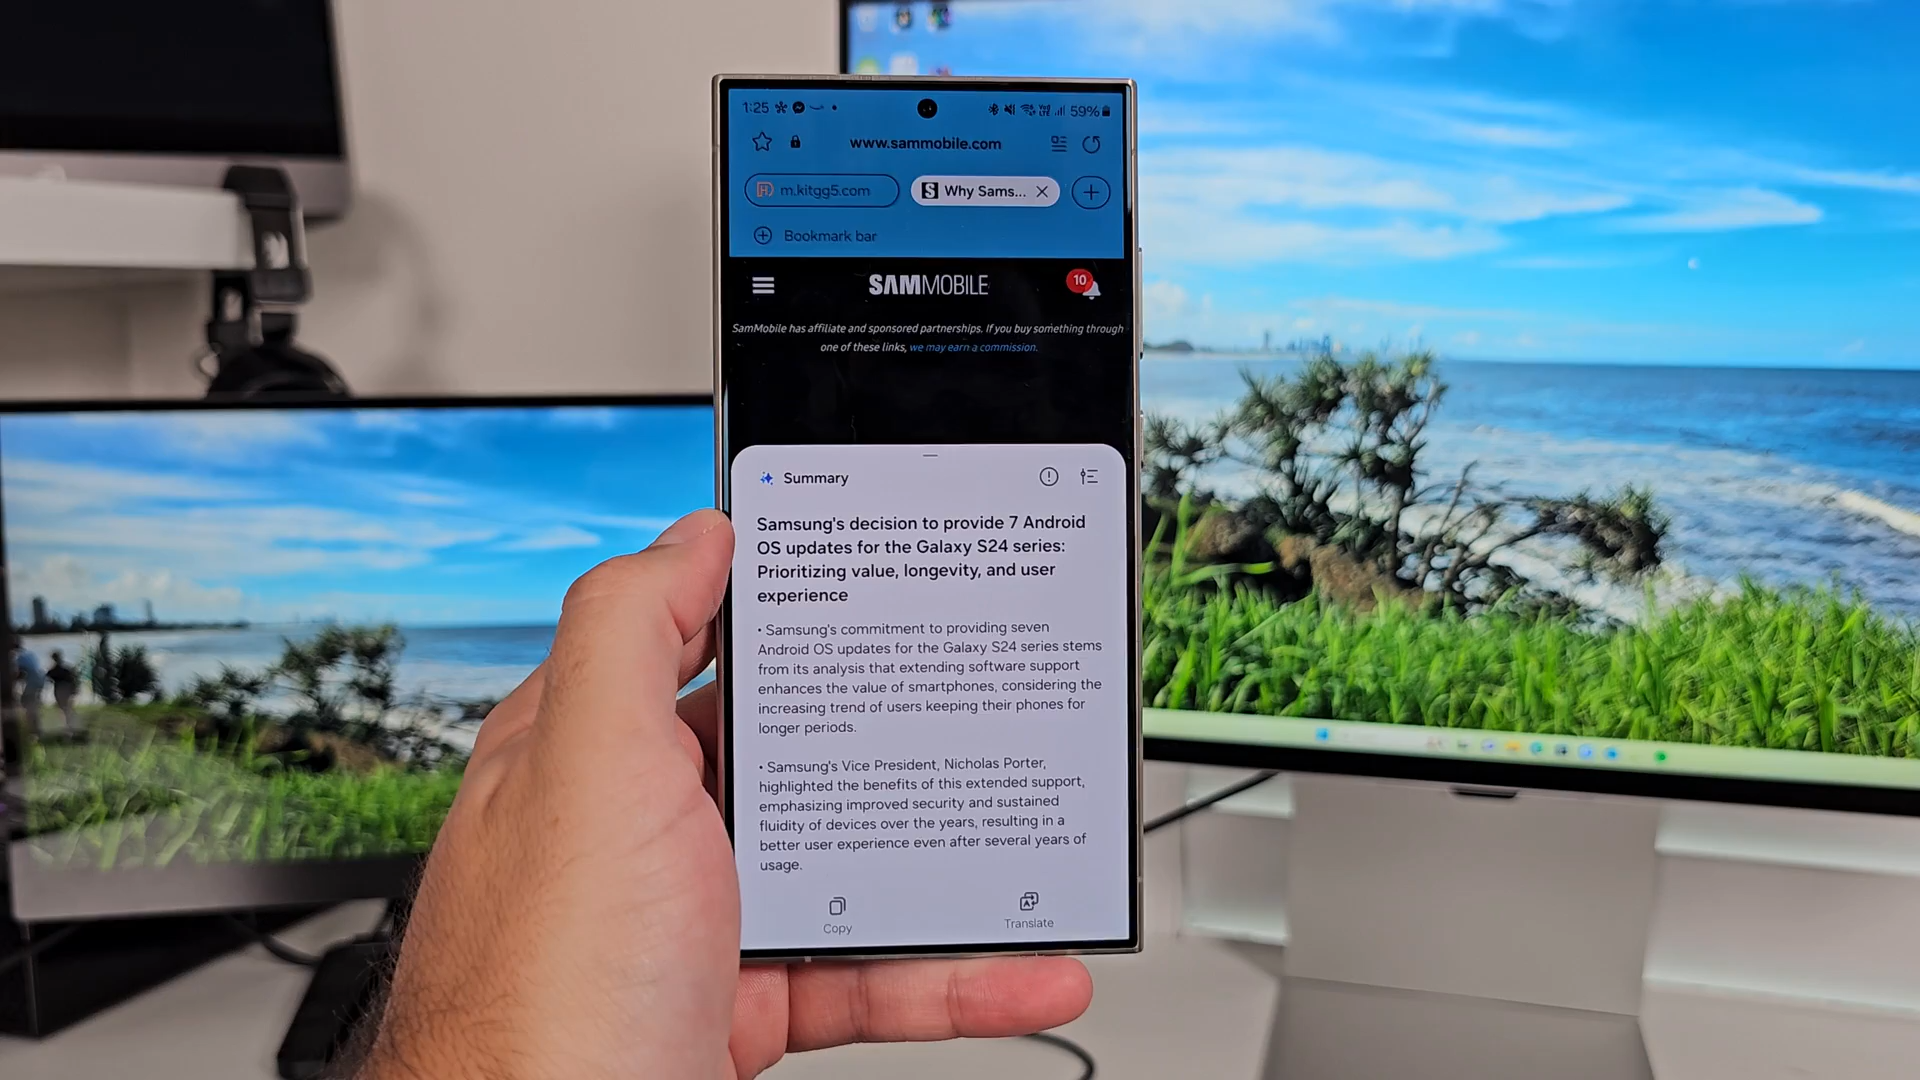 1:25
59%
www.sammobile.com
m.kitgg5.com
S Why Sams...
Bookmark bar
SAMMOBILE
10
SamMobile has affiliate and sponsored partnerships. If you buy something through
one of these links, we may earn a commission.
Summary
Samsung's decision to provide 7 Android
OS updates for the Galaxy S24 series:
Prioritizing value, longevity, and user
experience
• Samsung's commitment to providing seven
Android OS updates for the Galaxy S24 series stems
from its analysis that extending software support
enhances the value of smartphones, considering the
increasing trend of users keeping their phones for
longer periods.
• Samsung's Vice President, Nicholas Porter,
highlighted the benefits of this extended support,
emphasizing improved security and sustained
fluidity of devices over the years, resulting in a
better user experience even after several years of
usage.
Copy
Translate